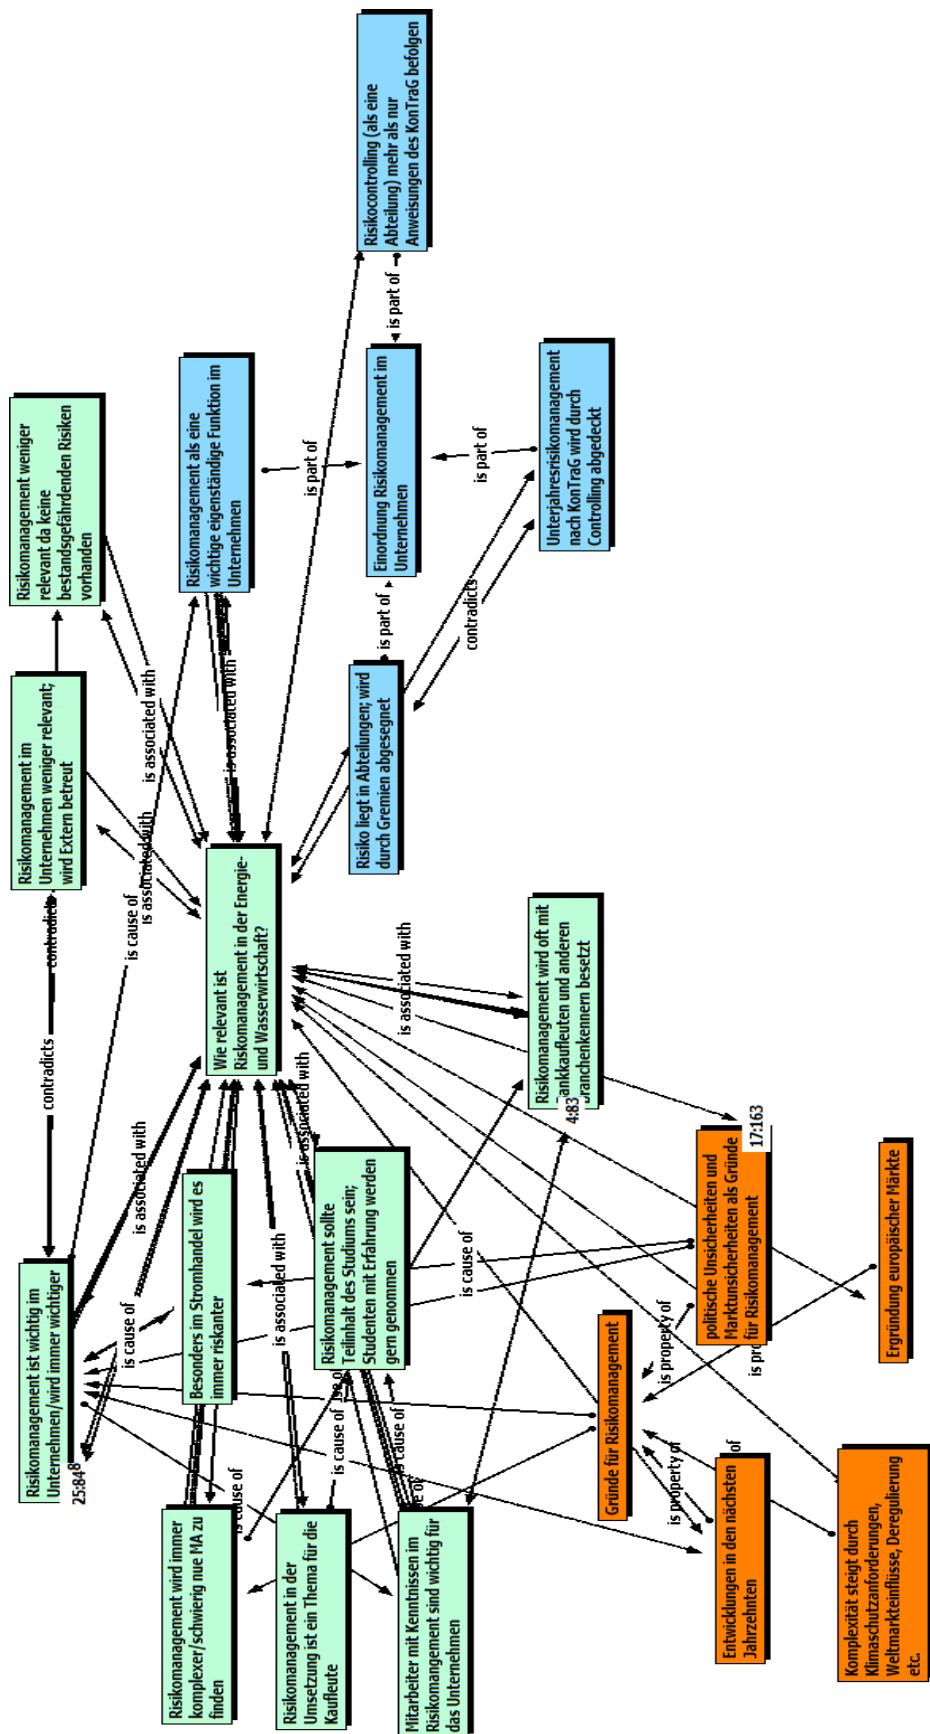 Risikomanagement ist wichtig im
Unternehmen/wird immer wichtiger
25:84
8
contradicts
contradicts
Risikomanagement im
Unternehmen weniger relevant;
wird Extern betreut
Risikomanagement weniger
relevant da keine
bestandsgefährdenden Risiken
vorhanden
is cause of
is associated with
is cause of
is associated with
is associated with
Risikomanagement wird immer
komplexer/schwierig neue MA zu
finden
Besonders im Stromhandel wird es
immer riskanter
Wie relevant ist
Riskomanagement in der Energie-
und Wasserwirtschaft?
Risikomanagement als eine
wichtige eigenständige Funktion im
Unternehmen
is associated with
is cause of
is associated with
is associated with
Risikomanagement in der
Umsetzung ist ein Thema für die
Kaufleute
Risikomanagement sollte
Teilinhalt des Studiums sein;
Studenten mit Erfahrung werden
gern genommen
is cause of
is cause of
is part of
Risiko liegt in Abteilungen; wird
durch Gremien abgesegnet
is part of
Einordnung Risikomanagement im
Unternehmen
is part of
Risikocontrolling (als eine
Abteilung) mehr als nur
Anweisungen des KonTraG befolgen
Mitarbeiter mit Kenntnissen im
Risikomangement sind wichtig für
das Unternehmen
is associated with
contradicts
is part of
is cause of
Risikomanagement wird oft mit
Bankkaufleuten und anderen
Branchenkennern besetzt
4:83
Unterjahresrisikomanagement
nach KonTraG wird durch
Controlling abgedeckt
Gründe für Risikomanagement
is property of
is property of
politische Unsicherheiten und
Marktunsicherheiten als Gründe
für Risikomanagement
17:163
Entwicklungen in den nächsten
Jahrzehnten
of
Komplexität steigt durch
Klimaschutzanforderungen,
Weltmarkteinflüsse, Deregulierung
etc.
Ergründung europäischer Märkte